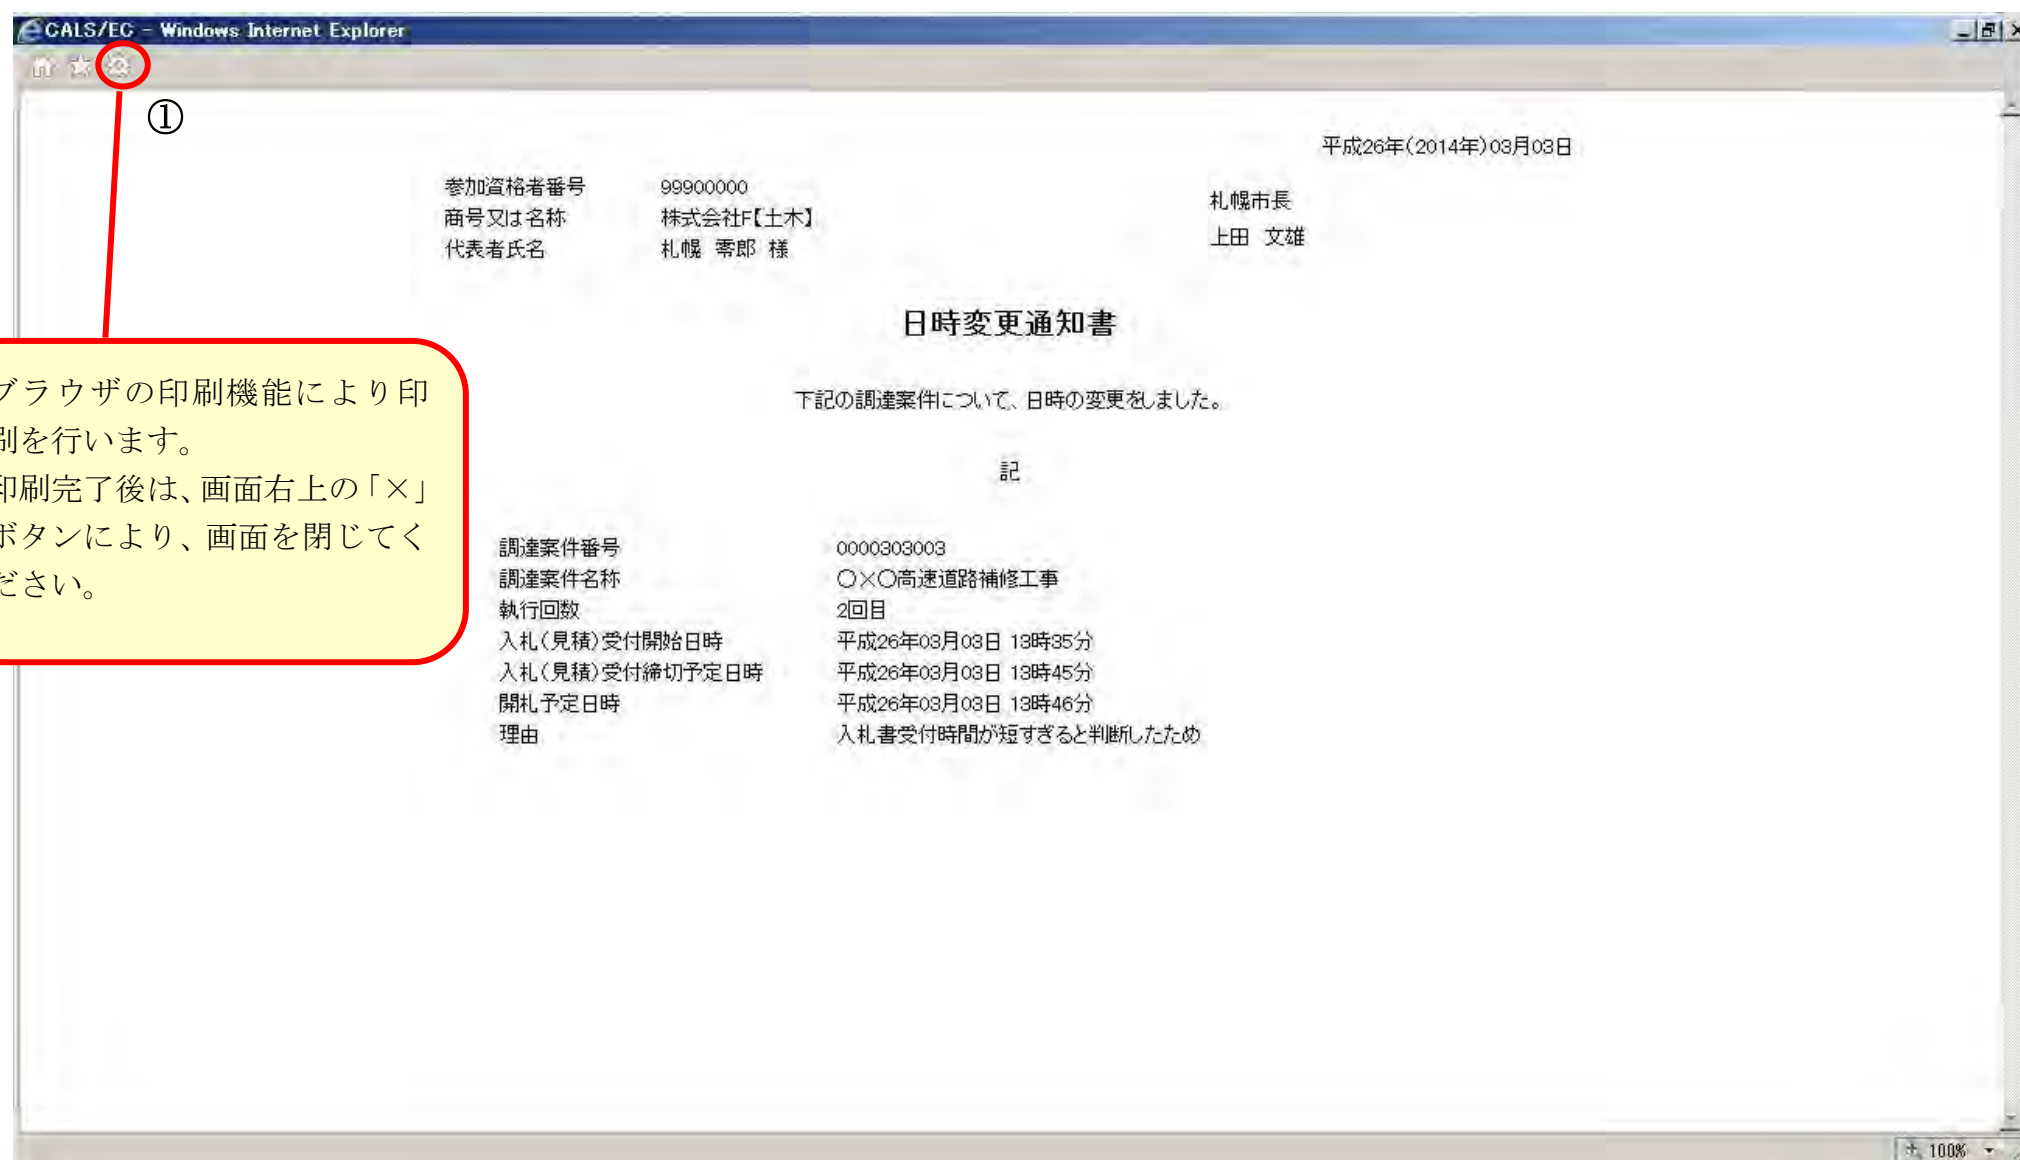 CALS/EC - Windows Internet Explorer
①
平成26年(2014年)03月03日
参加資格者番号 99900000
商号又は名称 株式会社F【土木】
代表者氏名 札幌 零郎 様
札幌市長
上田 文雄
日時変更通知書
下記の調達案件について、日時の変更をしました。
記
ブラウザの印刷機能により印
刷を行います。
印刷完了後は、画面右上の「×」
ボタンにより、画面を閉じてく
ださい。
調達案件番号 0000303003
調達案件名称 ○×○高速道路補修工事
執行回数 2回目
入札(見積)受付開始日時 平成26年03月03日 13時35分
入札(見積)受付締切予定日時 平成26年03月03日 13時45分
開札予定日時 平成26年03月03日 13時46分
理由 入札書受付時間が短すぎると判断したため
100%